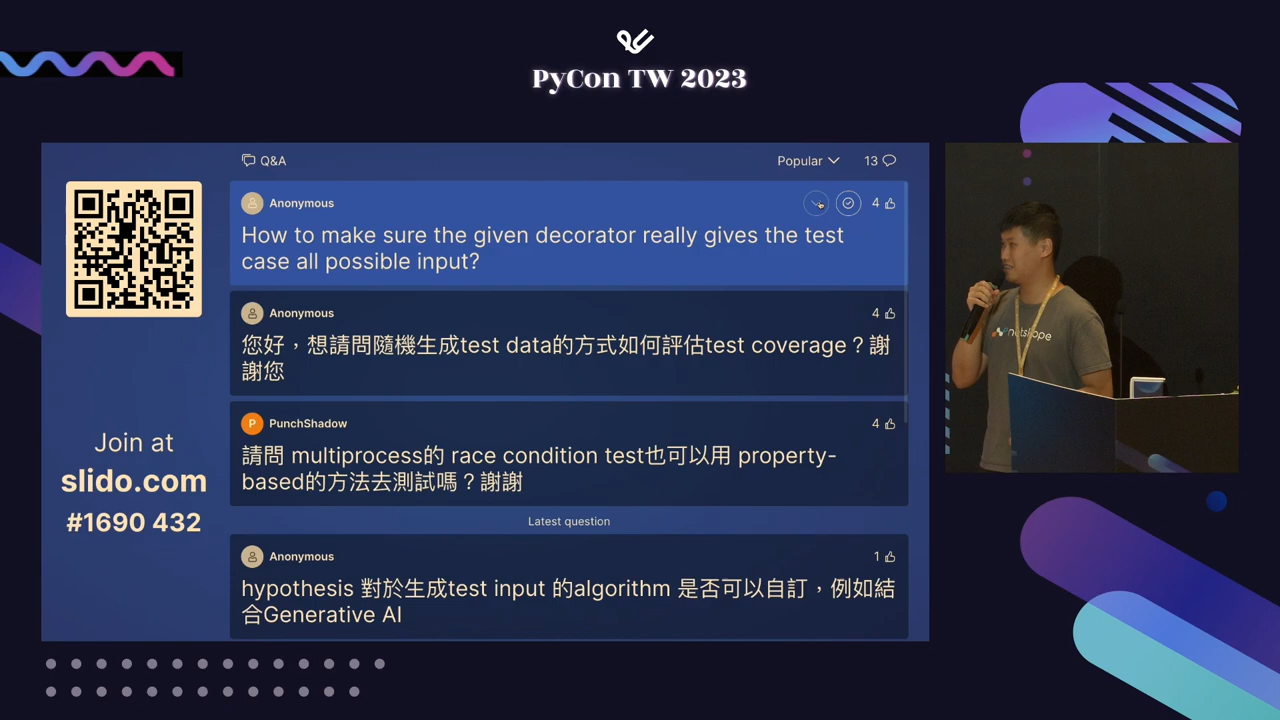 PyCon TW 2023
Q&A
Popular
13
Anonymous
4
How to make sure the given decorator really gives the test
case all possible input?
Anonymous
4
您好，想請問隨機生成test data的方式如何評估test coverage？謝
謝您
P
PunchShadow
4
請問 multiprocess的 race condition test也可以用 property-
based的方法去測試嗎？謝謝
Latest question
Anonymous
1
hypothesis 對於生成test input 的algorithm 是否可以自訂，例如結
合Generative AI
Join at
slido.com
#1690 432
netskope